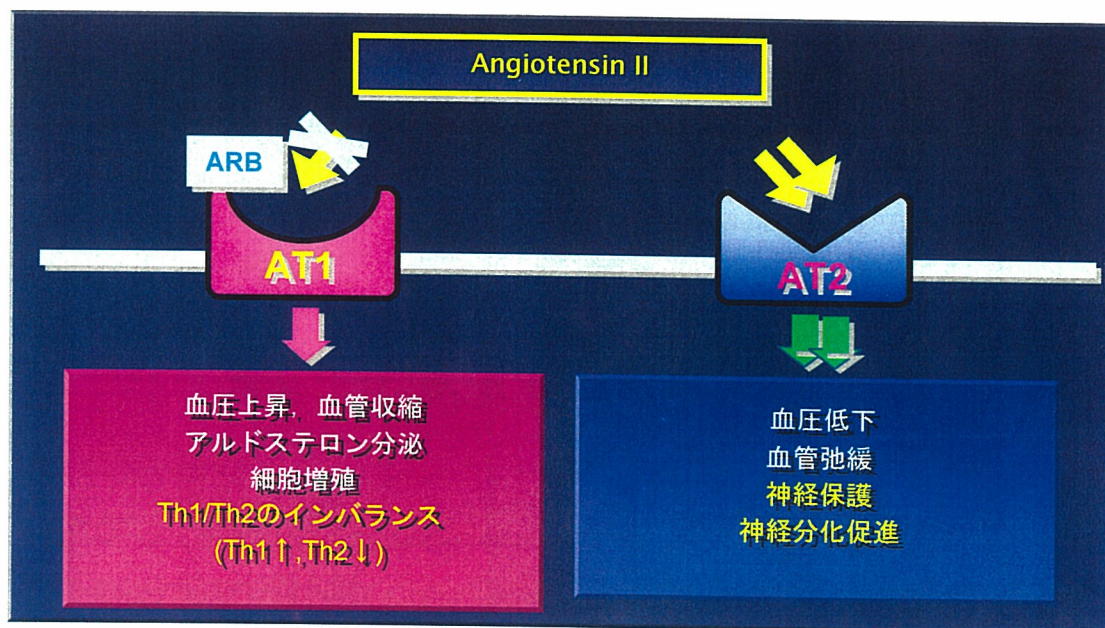 Angiotensin II
ARB
AT1
AT2
血圧上昇，血管収縮
アルドステロン分泌
細胞増殖
Th1/Th2のインバランス
(Th1↑,Th2↓)
血圧低下
血管弛緩
神経保護
神経分化促進